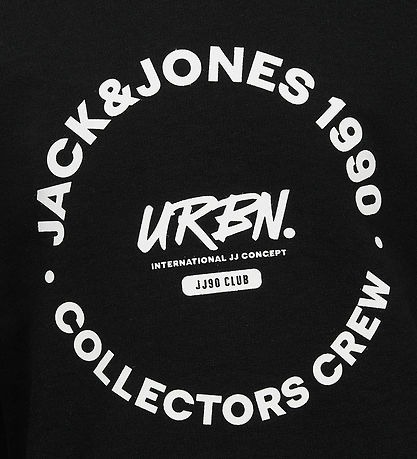 JACK&JONES 1990
URBN.
INTERNATIONAL JJ CONCEPT
JJ90 CLUB
· COLLECTORS CREW ·